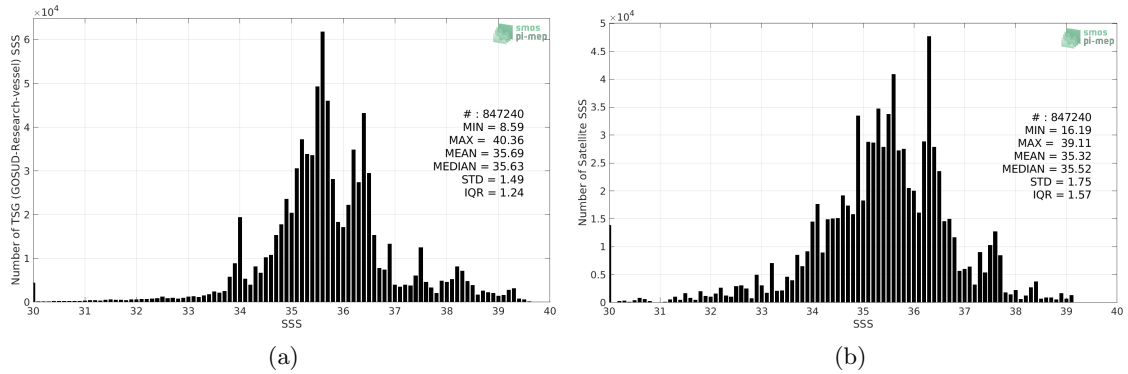 ×10^4
Number of TSG (GOSUD-Research-vessel) SSS
6
5
4
3
2
1
0
30 31 32 33 34 35 36 37 38 39 40
SSS
smos
pi-mep
# : 847240
MIN = 8.59
MAX = 40.36
MEAN = 35.69
MEDIAN = 35.63
STD = 1.49
IQR = 1.24
(a)
×10^4
Number of Satellite SSS
5
4.5
4
3.5
3
2.5
2
1.5
1
0.5
0
30 31 32 33 34 35 36 37 38 39 40
SSS
smos
pi-mep
# : 847240
MIN = 16.19
MAX = 39.11
MEAN = 35.32
MEDIAN = 35.52
STD = 1.75
IQR = 1.57
(b)